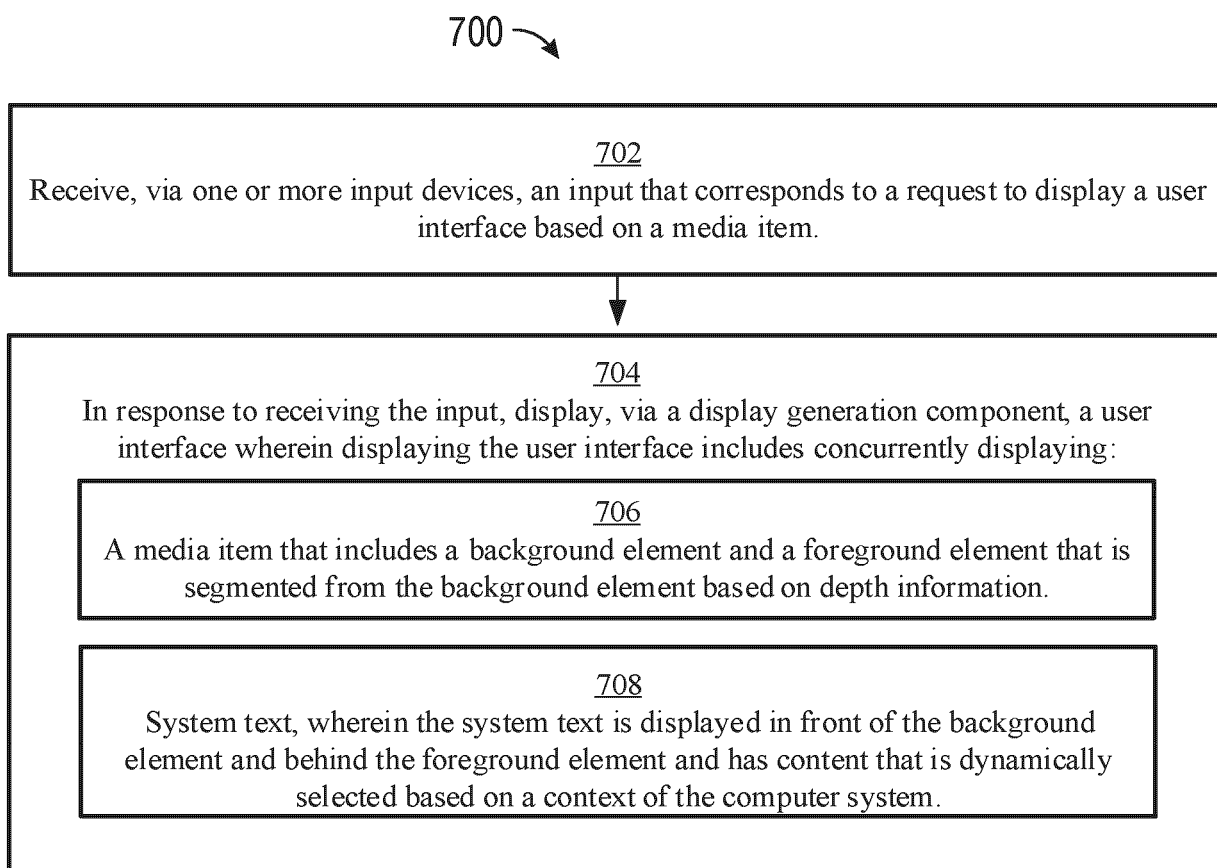 700
702
Receive, via one or more input devices, an input that corresponds to a request to display a user
interface based on a media item.
704
In response to receiving the input, display, via a display generation component, a user
interface wherein displaying the user interface includes concurrently displaying:
706
A media item that includes a background element and a foreground element that is
segmented from the background element based on depth information.
708
System text, wherein the system text is displayed in front of the background
element and behind the foreground element and has content that is dynamically
selected based on a context of the computer system.